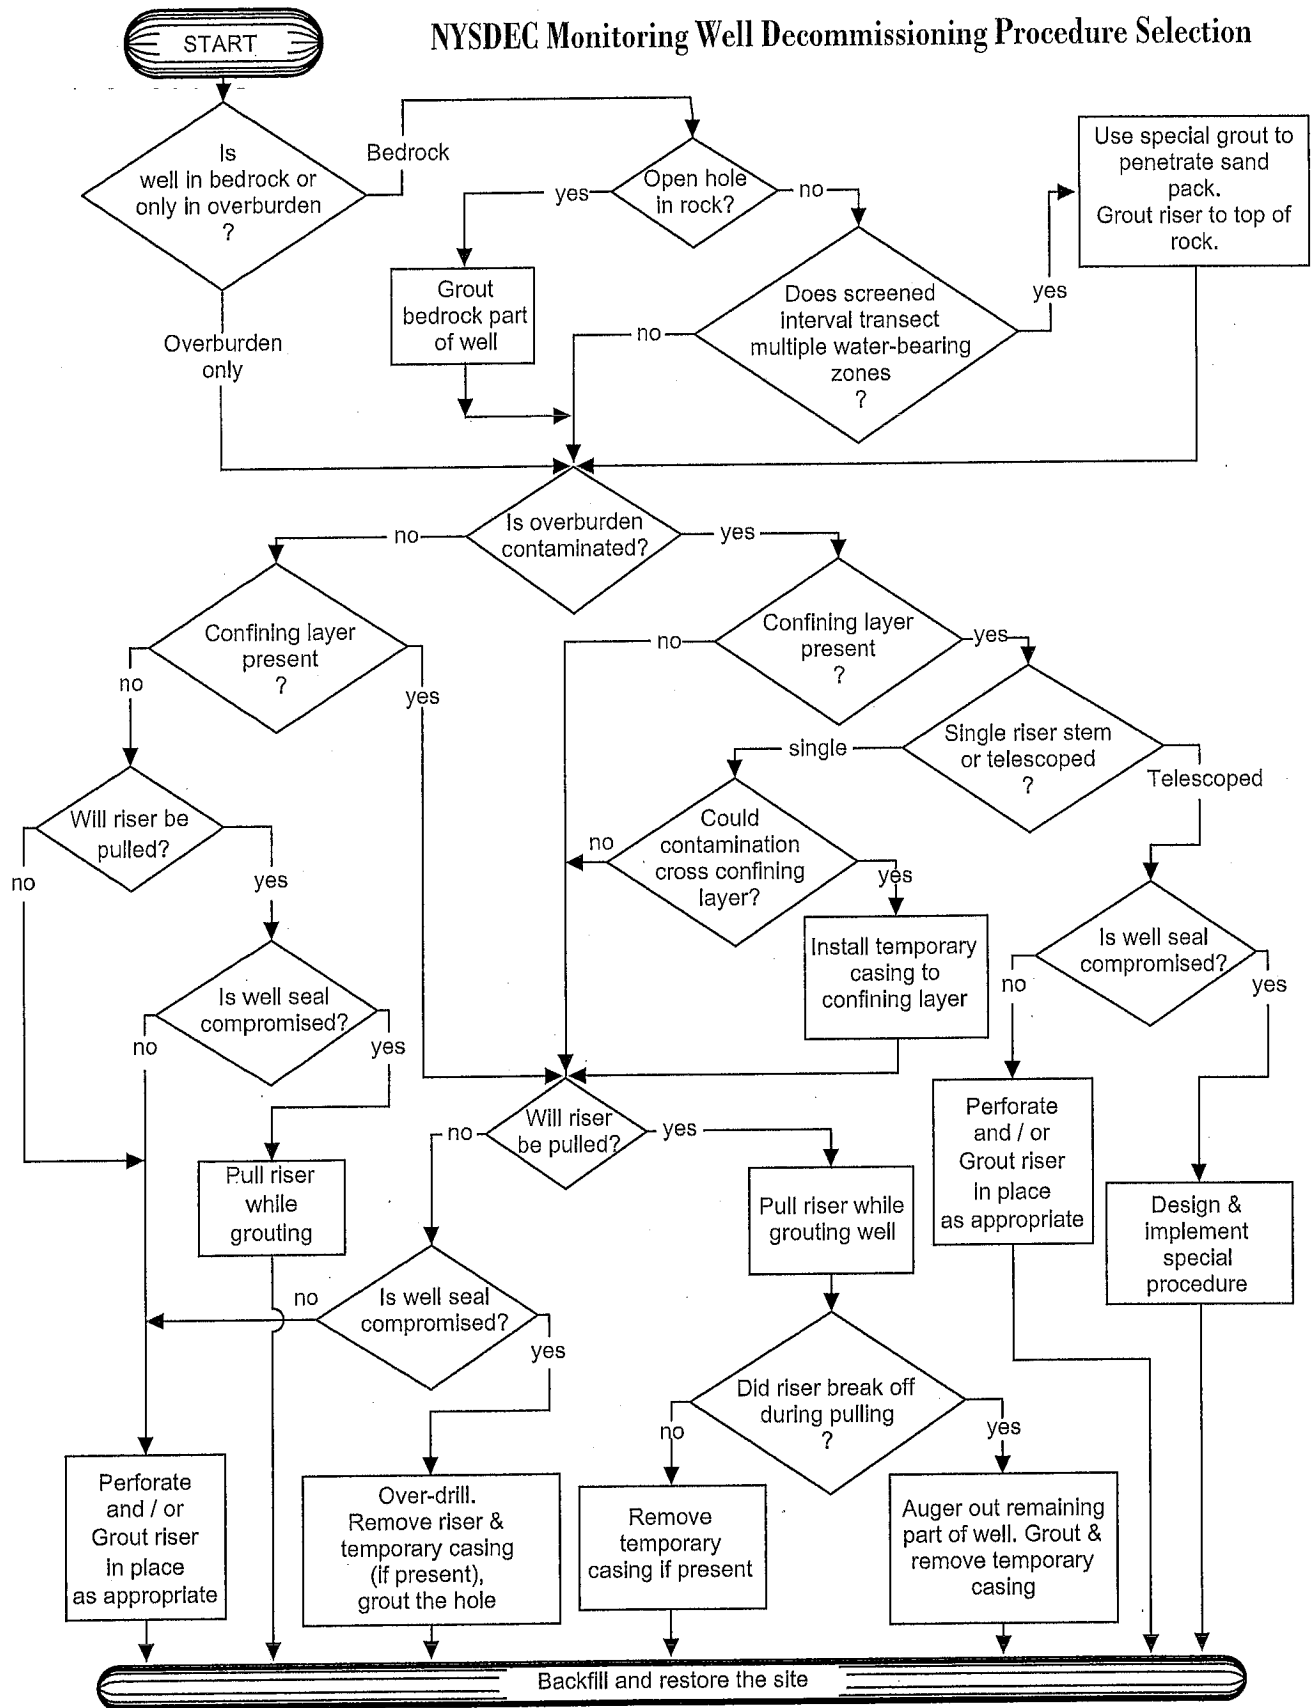 START
NYSDEC Monitoring Well Decommissioning Procedure Selection
Is
well in bedrock or
only in overburden
?
Bedrock
Overburden
only
Open hole
in rock?
yes
no
Grout
bedrock part
of well
Does screened
interval transect
multiple water-bearing
zones
?
no
yes
Use special grout to
penetrate sand
pack.
Grout riser to top of
rock.
Is overburden
contaminated?
no
yes
Confining layer
present
?
no
yes
Confining layer
present
?
no
yes
Single riser stem
or telescoped
?
single
Telescoped
Will riser be
pulled?
no
yes
Could
contamination
cross confining
layer?
no
yes
Install temporary
casing to
confining layer
Is well seal
compromised?
no
yes
Is well seal
compromised?
no
yes
Pull riser
while
grouting
Will riser
be pulled?
no
yes
Pull riser while
grouting well
Perforate
and / or
Grout riser
in place
as appropriate
Design &
implement
special
procedure
Is well seal
compromised?
no
yes
Did riser break off
during pulling
?
no
yes
Perforate
and / or
Grout riser
in place
as appropriate
Over-drill.
Remove riser &
temporary casing
(if present),
grout the hole
Remove
temporary
casing if present
Auger out remaining
part of well. Grout &
remove temporary
casing
Backfill and restore the site